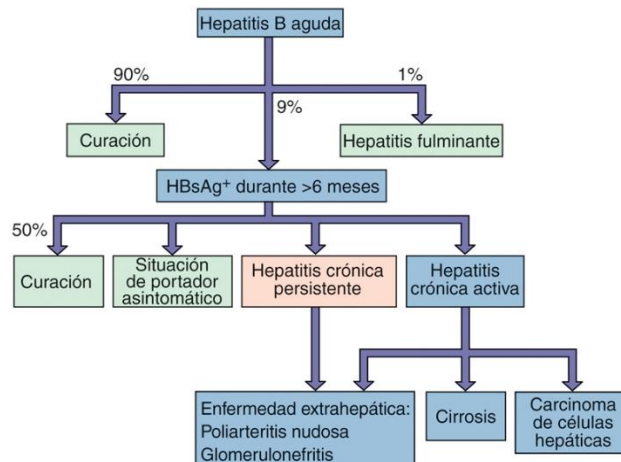 Hepatitis B aguda
90%
1%
9%
Curación
Hepatitis fulminante
HBsAg+ durante >6 meses
50%
Curación
Situación
de portador
asintomático
Hepatitis crónica
persistente
Hepatitis
crónica activa
Enfermedad extrahepática:
Poliarteritis nudosa
Glomerulonefritis
Cirrosis
Carcinoma
de células
hepáticas